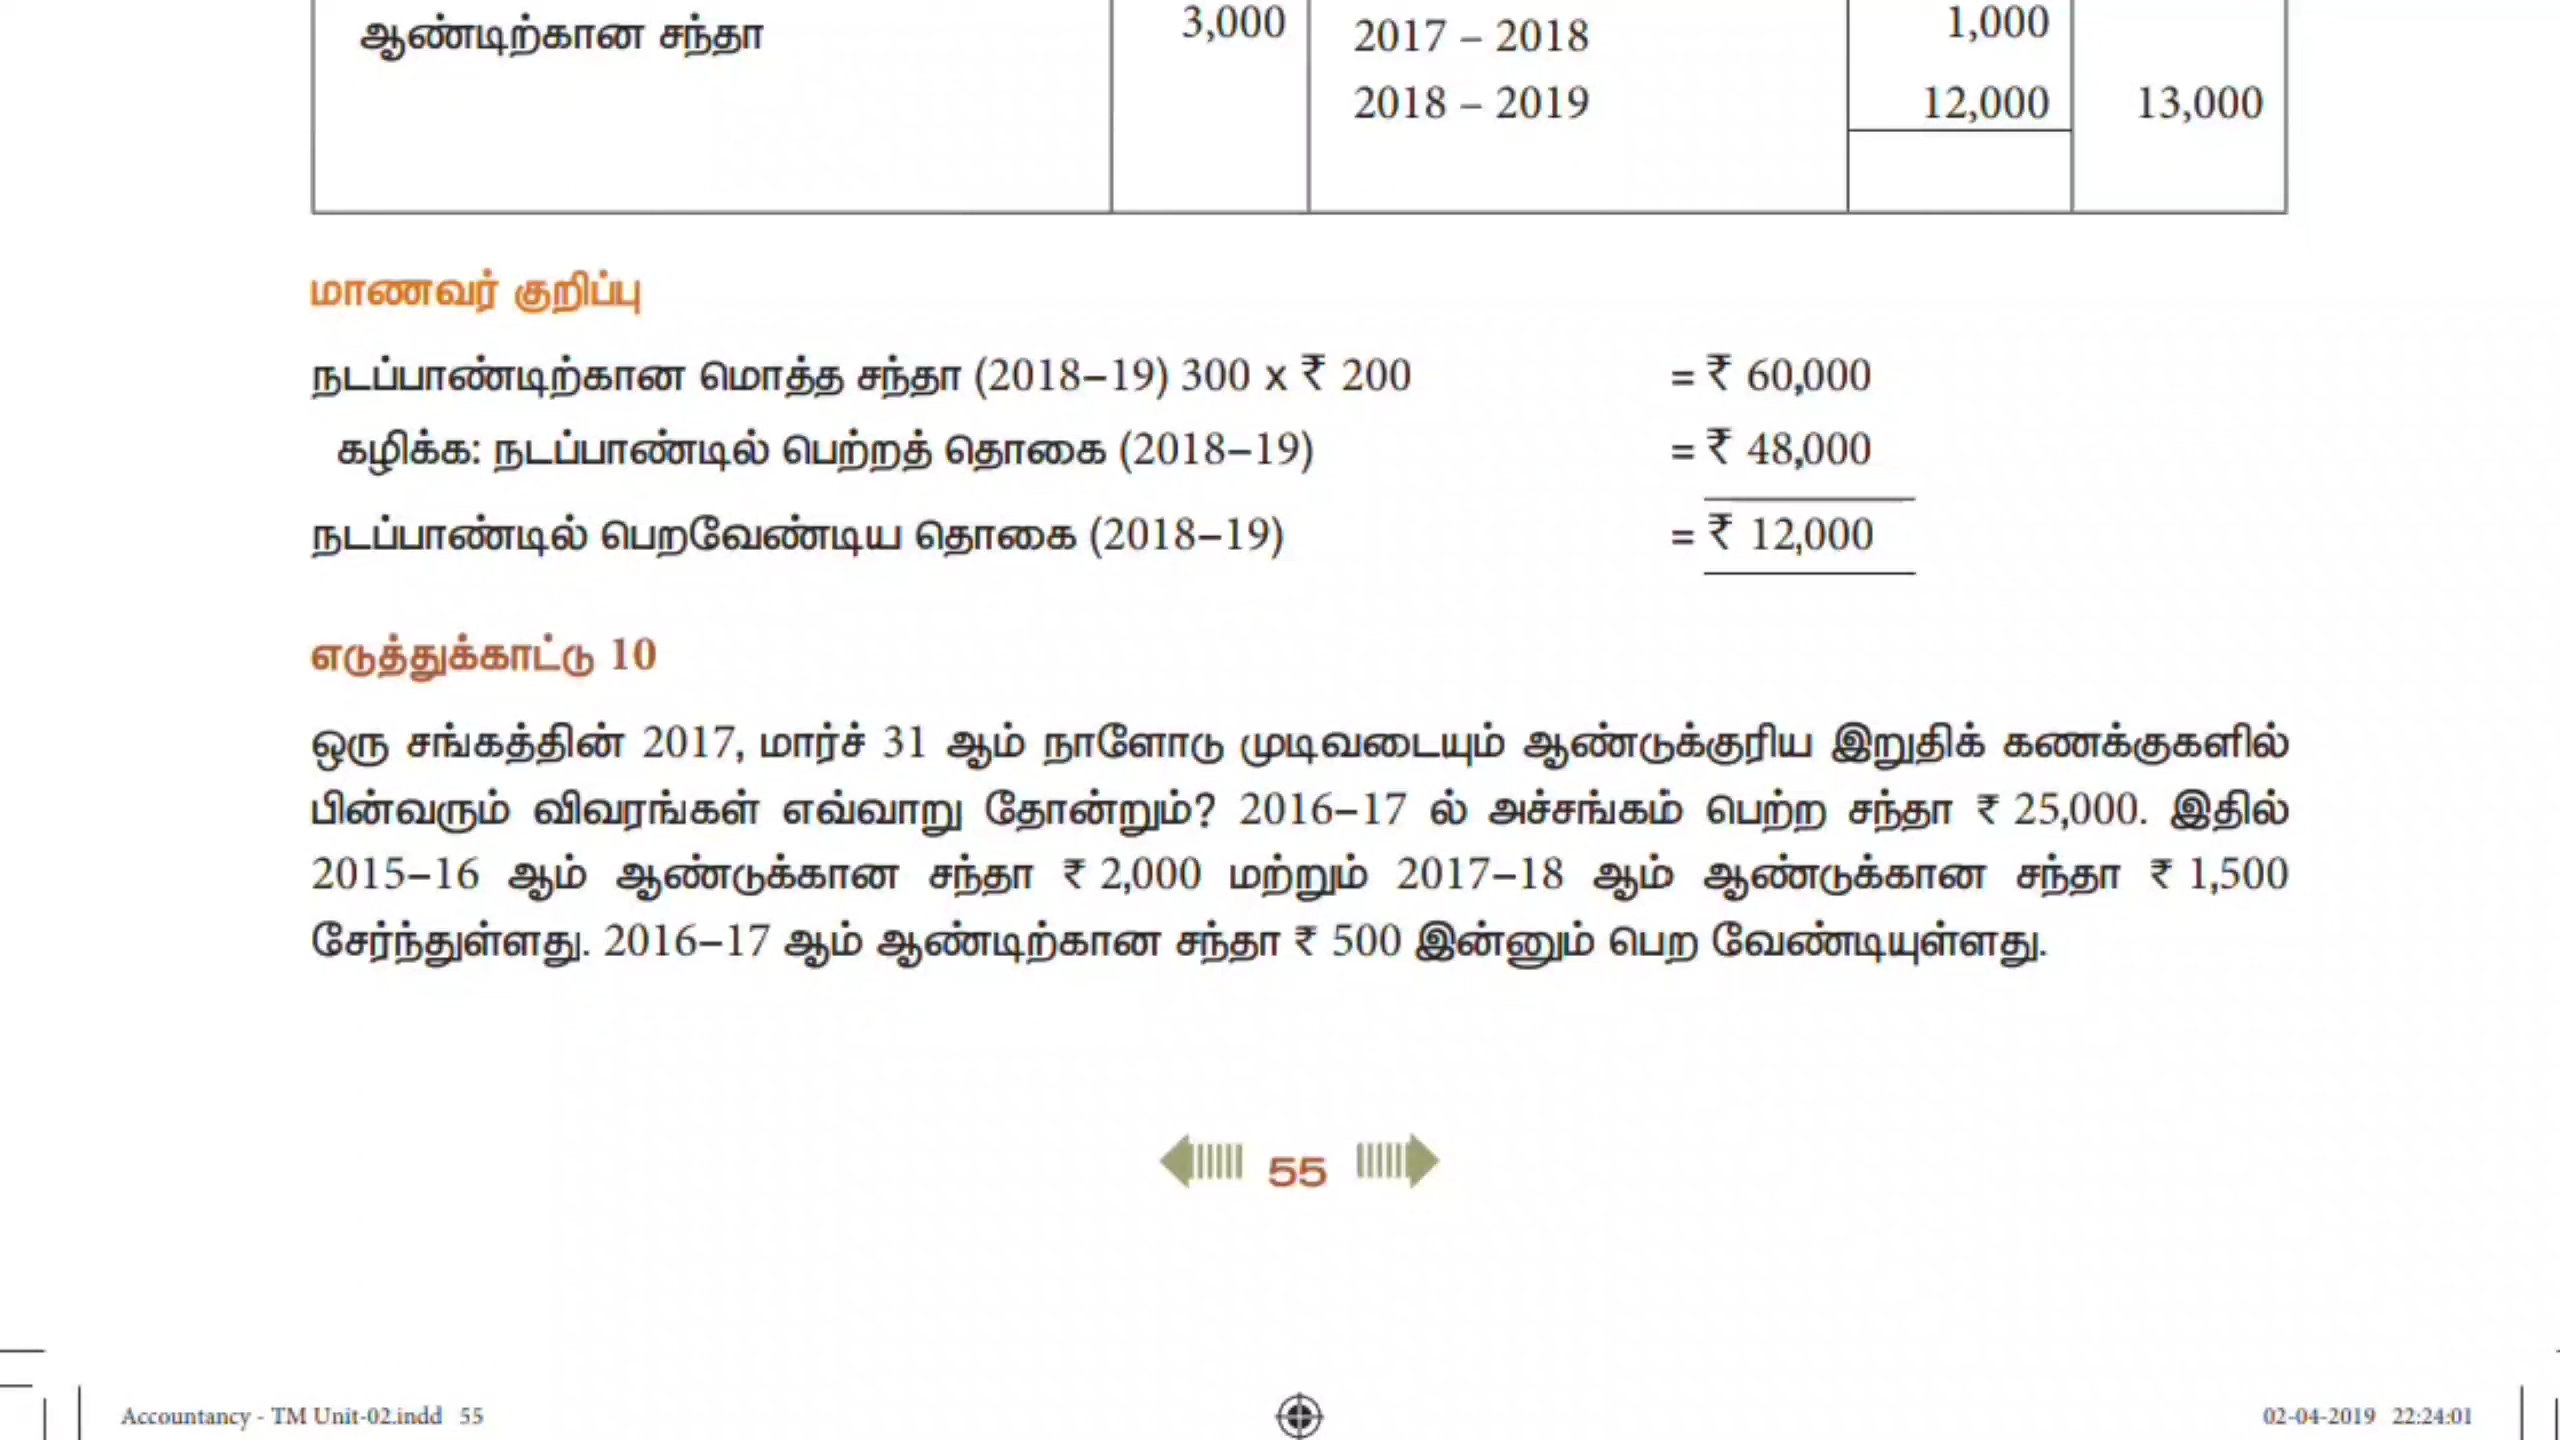 ஆண்டிற்கான சந்தா 3,000 2017 – 2018 1,000
2018 – 2019 12,000 13,000
மாணவர் குறிப்பு
நடப்பாண்டிற்கான மொத்த சந்தா (2018–19) 300 x ₹ 200 = ₹ 60,000
கழிக்க: நடப்பாண்டில் பெற்றத் தொகை (2018–19) = ₹ 48,000
நடப்பாண்டில் பெறவேண்டிய தொகை (2018–19) = ₹ 12,000
எடுத்துக்காட்டு 10
ஒரு சங்கத்தின் 2017, மார்ச் 31 ஆம் நாளோடு முடிவடையும் ஆண்டுக்குரிய இறுதிக் கணக்குகளில்
பின்வரும் விவரங்கள் எவ்வாறு தோன்றும்? 2016–17 ல் அச்சங்கம் பெற்ற சந்தா ₹ 25,000. இதில்
2015–16 ஆம் ஆண்டுக்கான சந்தா ₹ 2,000 மற்றும் 2017–18 ஆம் ஆண்டுக்கான சந்தா ₹ 1,500
சேர்ந்துள்ளது. 2016–17 ஆம் ஆண்டிற்கான சந்தா ₹ 500 இன்னும் பெற வேண்டியுள்ளது.
55
Accountancy - TM Unit-02.indd 55 02-04-2019 22:24:01